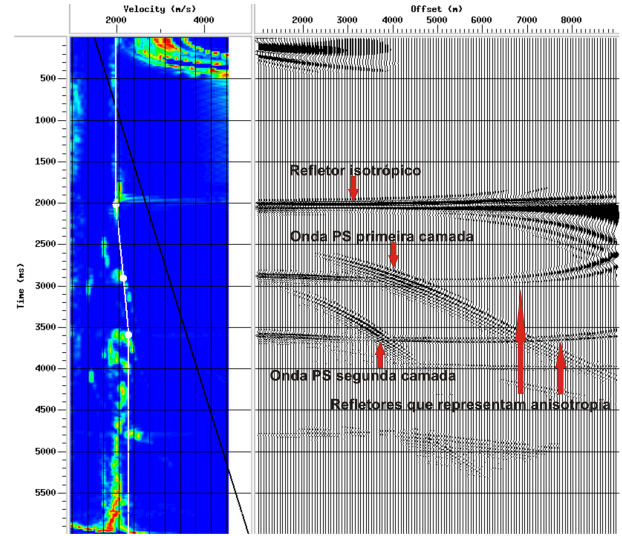 Velocity (m/s)
Offset (m)
2000 4000
2000 3000 4000 5000 6000 7000 8000
500
1000
1500
2000
2500
3000
3500
4000
4500
5000
5500
Time (ms)
Refletor isotrópico
Onda PS primeira camada
Onda PS segunda camada
Refletores que representam anisotropia